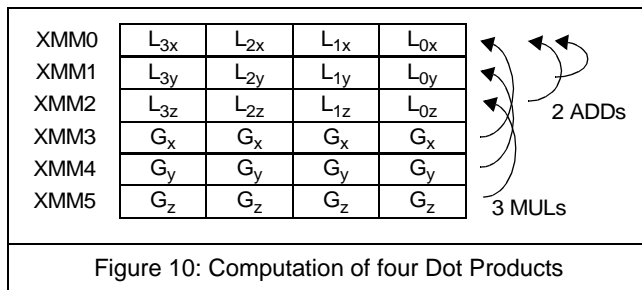 XMM0 L3x L2x L1x L0x
XMM1 L3y L2y L1y L0y
XMM2 L3z L2z L1z L0z
2 ADDs
XMM3 Gx Gx Gx Gx
XMM4 Gy Gy Gy Gy
XMM5 Gz Gz Gz Gz
3 MULs
Figure 10: Computation of four Dot Products